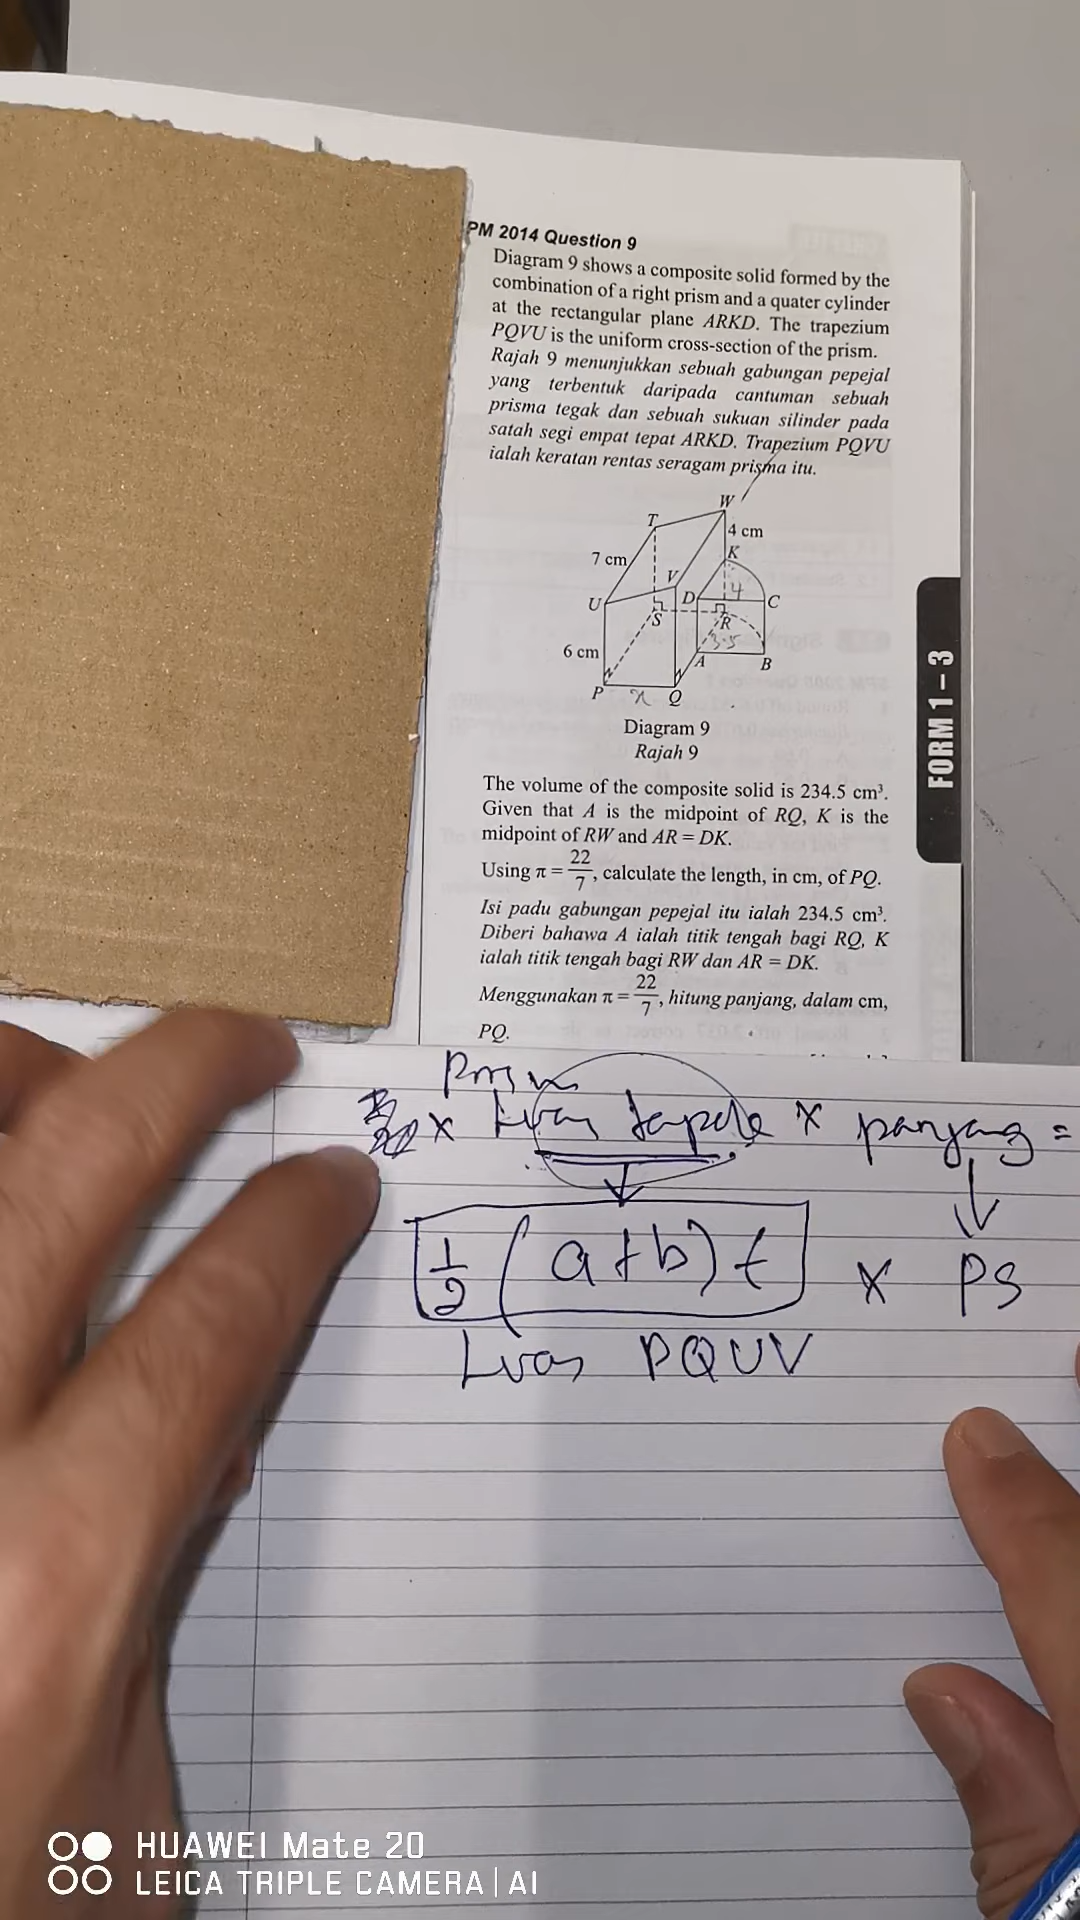 PM 2014 Question 9
Diagram 9 shows a composite solid formed by the
combination of a right prism and a quater cylinder
at the rectangular plane ARKD. The trapezium
PQVU is the uniform cross-section of the prism.
Rajah 9 menunjukkan sebuah gabungan pepejal
yang terbentuk daripada cantuman sebuah
prisma tegak dan sebuah sukuan silinder pada
satah segi empat tepat ARKD. Trapezium PQVU
ialah keratan rentas seragam prisma itu.
W
T
4 cm
7 cm
K
V
U
D
4
C
S
R
6 cm
3.5
A
B
P
x
Q
Diagram 9
Rajah 9
The volume of the composite solid is 234.5 cm³.
Given that A is the midpoint of RQ, K is the
midpoint of RW and AR = DK.
Using π = 22/7, calculate the length, in cm, of PQ.
Isi padu gabungan pepejal itu ialah 234.5 cm³.
Diberi bahawa A ialah titik tengah bagi RQ, K
ialah titik tengah bagi RW dan AR = DK.
Menggunakan π = 22/7, hitung panjang, dalam cm,
PQ.
FORM 1 – 3
x Luas tapak x panjang =
1/2 (a+b) t x PS
Luas PQUV
HUAWEI Mate 20
LEICA TRIPLE CAMERA | AI